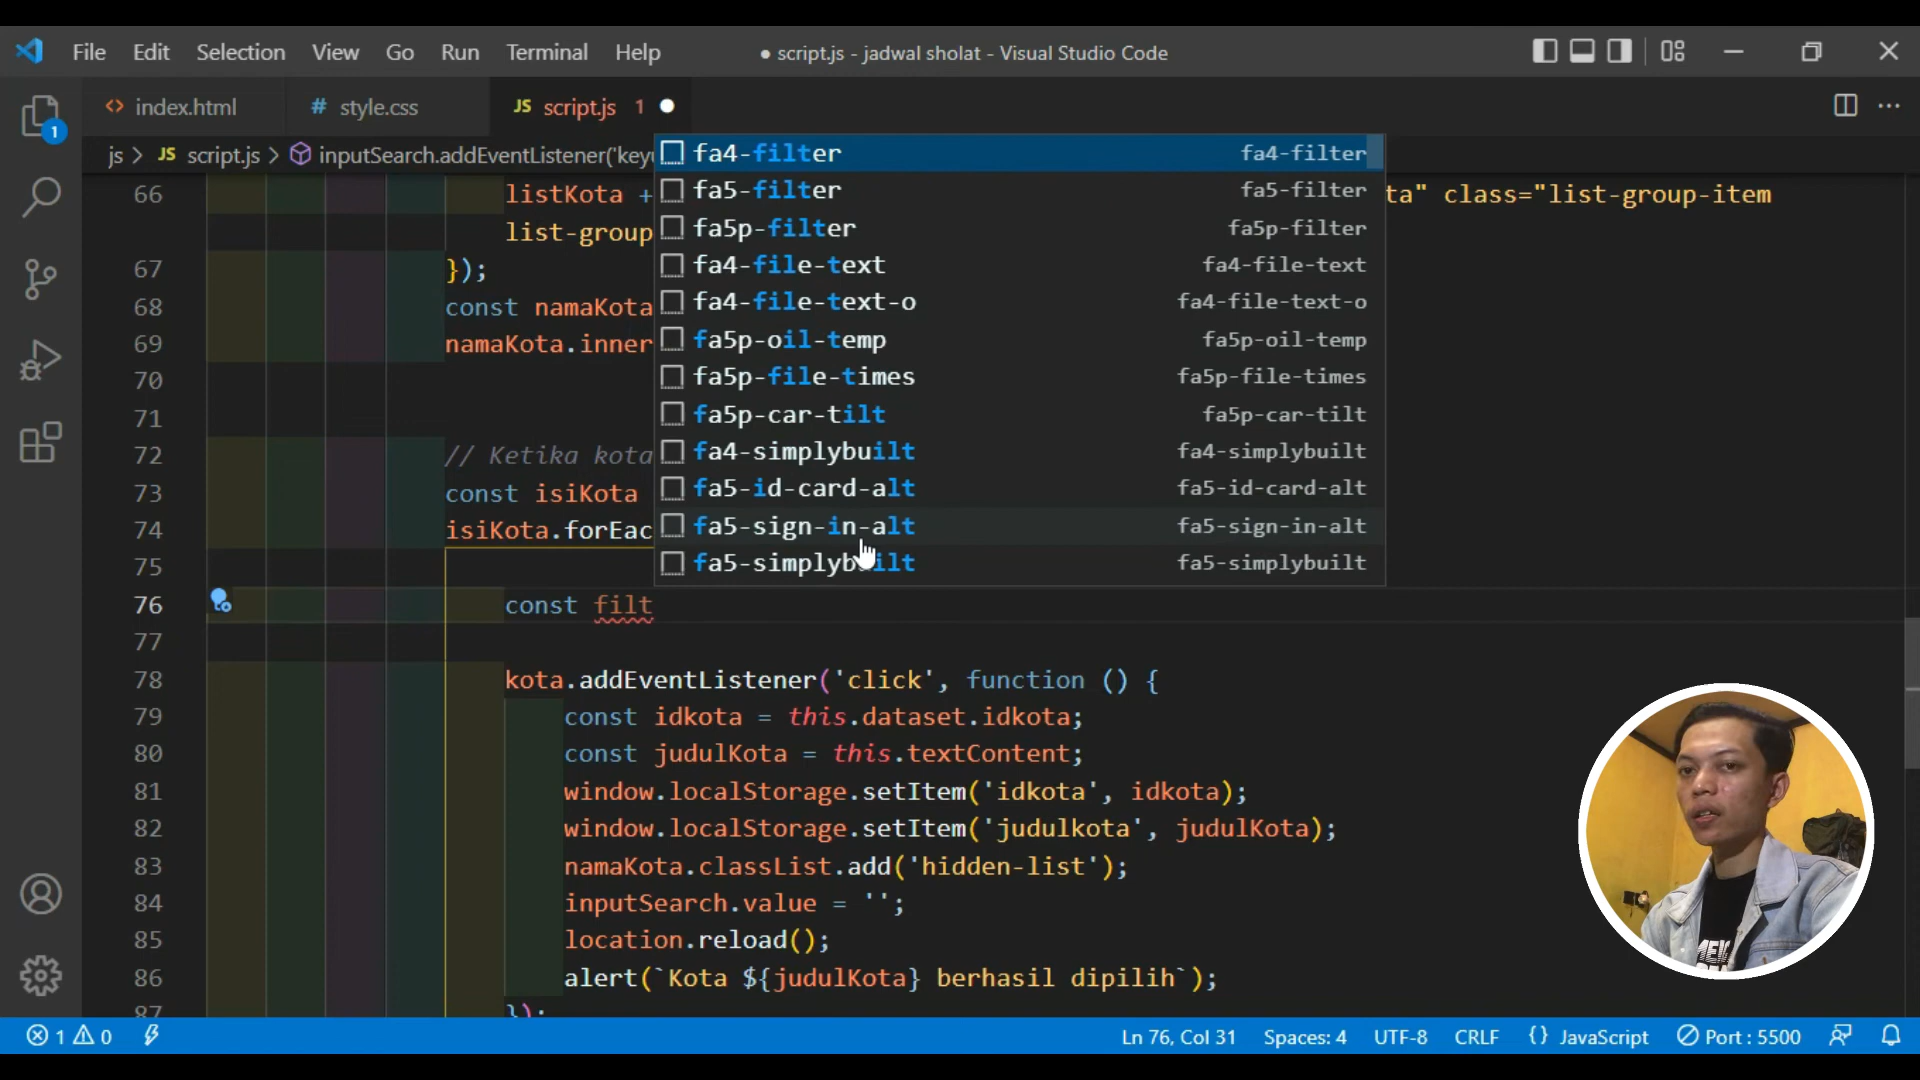 File Edit Selection View Go Run Terminal Help ● script.js - jadwal sholat - Visual Studio Code
<> index.html # style.css JS script.js 1 ●
js > JS script.js > inputSearch.addEventListener('keyu
1
fa4-filter fa4-filter
fa5-filter fa5-filter
fa5p-filter fa5p-filter
fa4-file-text fa4-file-text
fa4-file-text-o fa4-file-text-o
fa5p-oil-temp fa5p-oil-temp
fa5p-file-times fa5p-file-times
fa5p-car-tilt fa5p-car-tilt
fa4-simplybuilt fa4-simplybuilt
fa5-id-card-alt fa5-id-card-alt
fa5-sign-in-alt fa5-sign-in-alt
fa5-simplybuilt fa5-simplybuilt
66 listKota + ta" class="list-group-item
list-group
67 });
68 const namaKota
69 namaKota.inner
70
71
72 // Ketika kota
73 const isiKota
74 isiKota.forEac
75
76 const filt
77
78 kota.addEventListener('click', function () {
79 const idkota = this.dataset.idkota;
80 const judulKota = this.textContent;
81 window.localStorage.setItem('idkota', idkota);
82 window.localStorage.setItem('judulkota', judulKota);
83 namaKota.classList.add('hidden-list');
84 inputSearch.value = '';
85 location.reload();
86 alert(`Kota ${judulKota} berhasil dipilih`);
87 });
1 0 Ln 76, Col 31 Spaces: 4 UTF-8 CRLF {} JavaScript Port : 5500